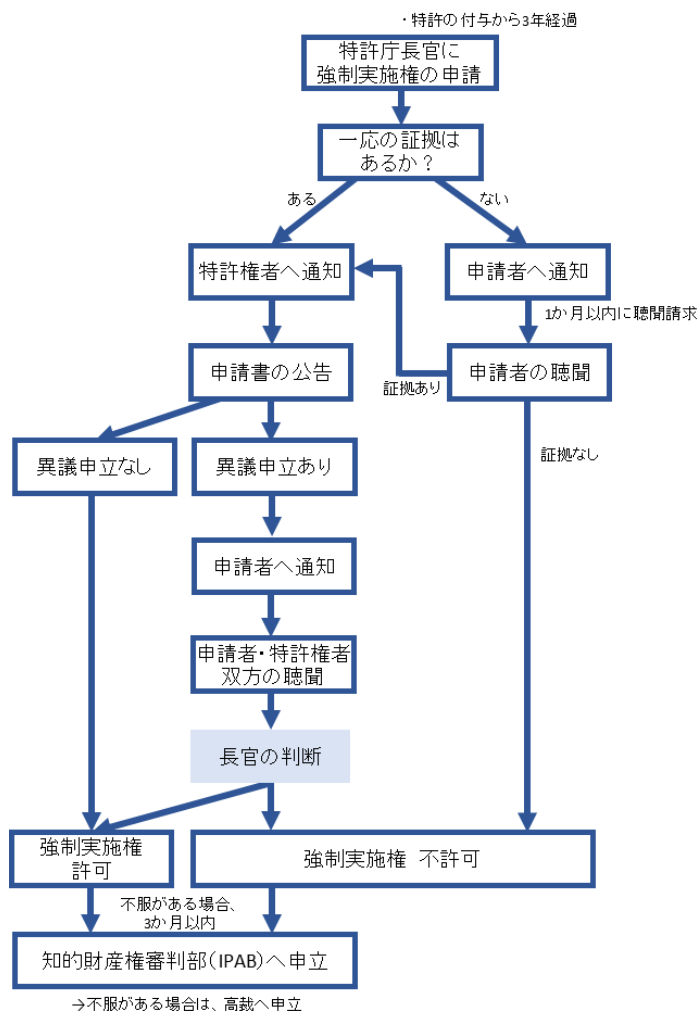 ・特許の付与から3年経過
特許庁長官に
強制実施権の申請
一応の証拠は
あるか？
ある
ない
特許権者へ通知
申請者へ通知
1か月以内に聴聞請求
申請書の公告
申請者の聴聞
証拠あり
異議申立なし
異議申立あり
証拠なし
申請者へ通知
申請者・特許権者
双方の聴聞
長官の判断
強制実施権
許可
強制実施権 不許可
不服がある場合、
3か月以内
知的財産権審判部(IPAB)へ申立
→不服がある場合は、高裁へ申立